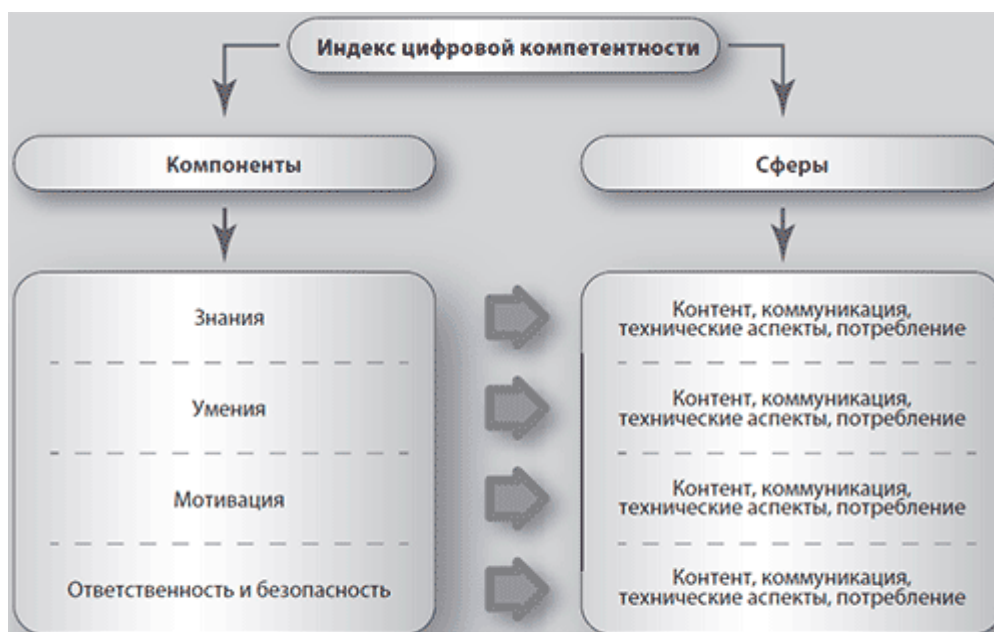 Индекс цифровой компетентности
Компоненты
Сферы
Знания
Контент, коммуникация,
технические аспекты, потребление
Умения
Контент, коммуникация,
технические аспекты, потребление
Мотивация
Контент, коммуникация,
технические аспекты, потребление
Ответственность и безопасность
Контент, коммуникация,
технические аспекты, потребление